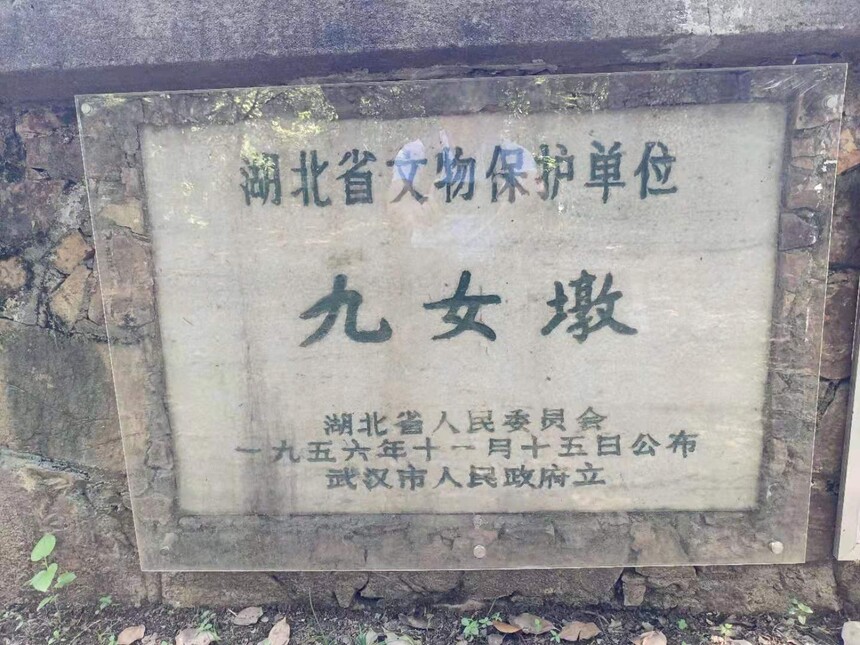 湖北省文物保护单位
九女墩
湖北省人民委员会
一九五六年十一月十五日公布
武汉市人民政府立